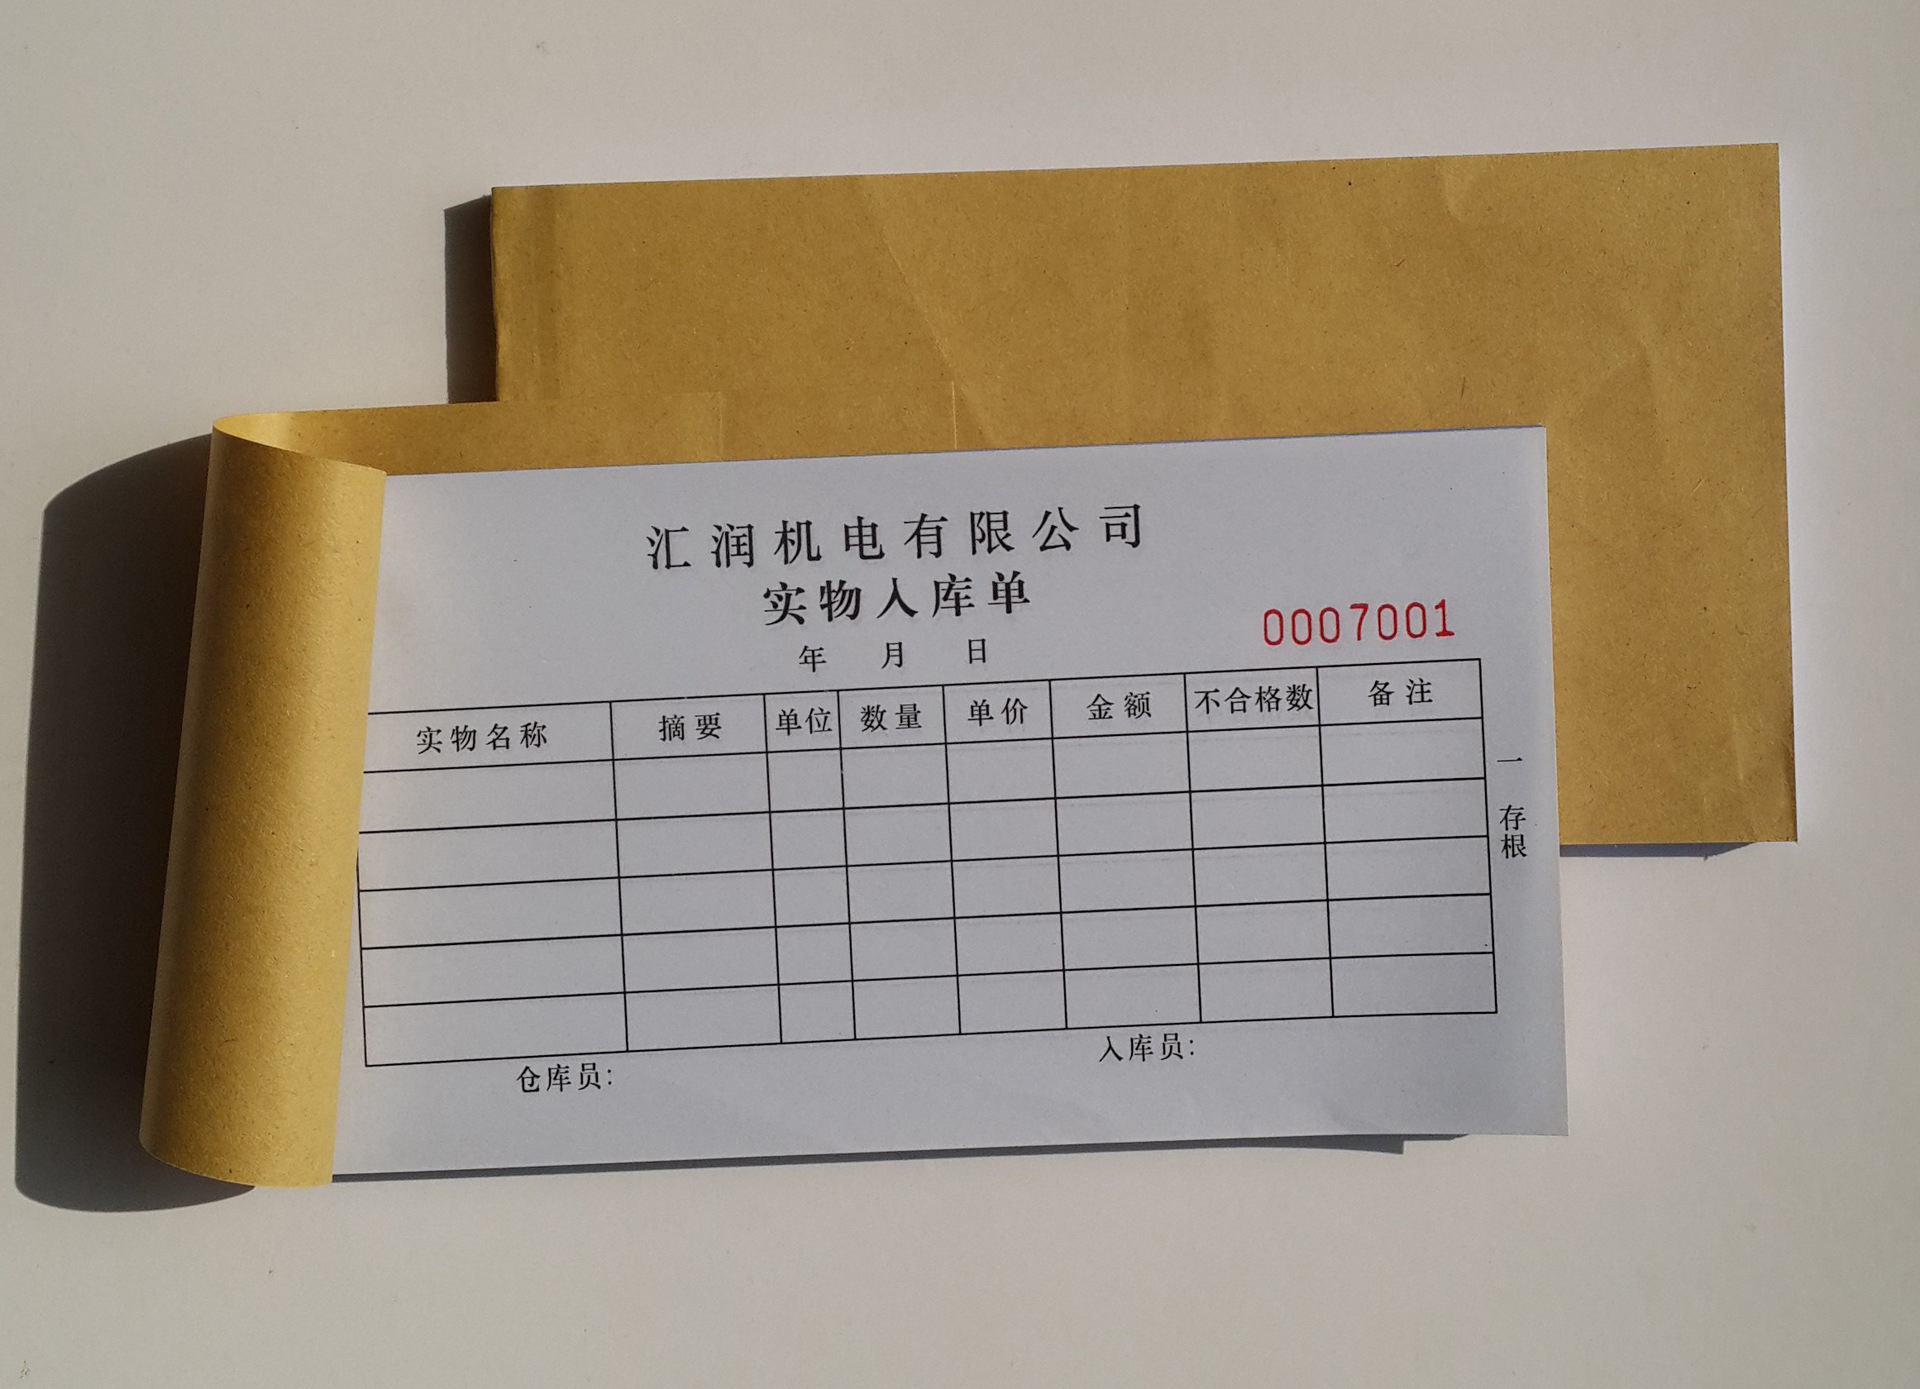 汇润机电有限公司
实物入库单
0007001
年 月 日
实物名称 摘要 单位 数量 单价 金额 不合格数 备注
一 存根
仓库员: 入库员: